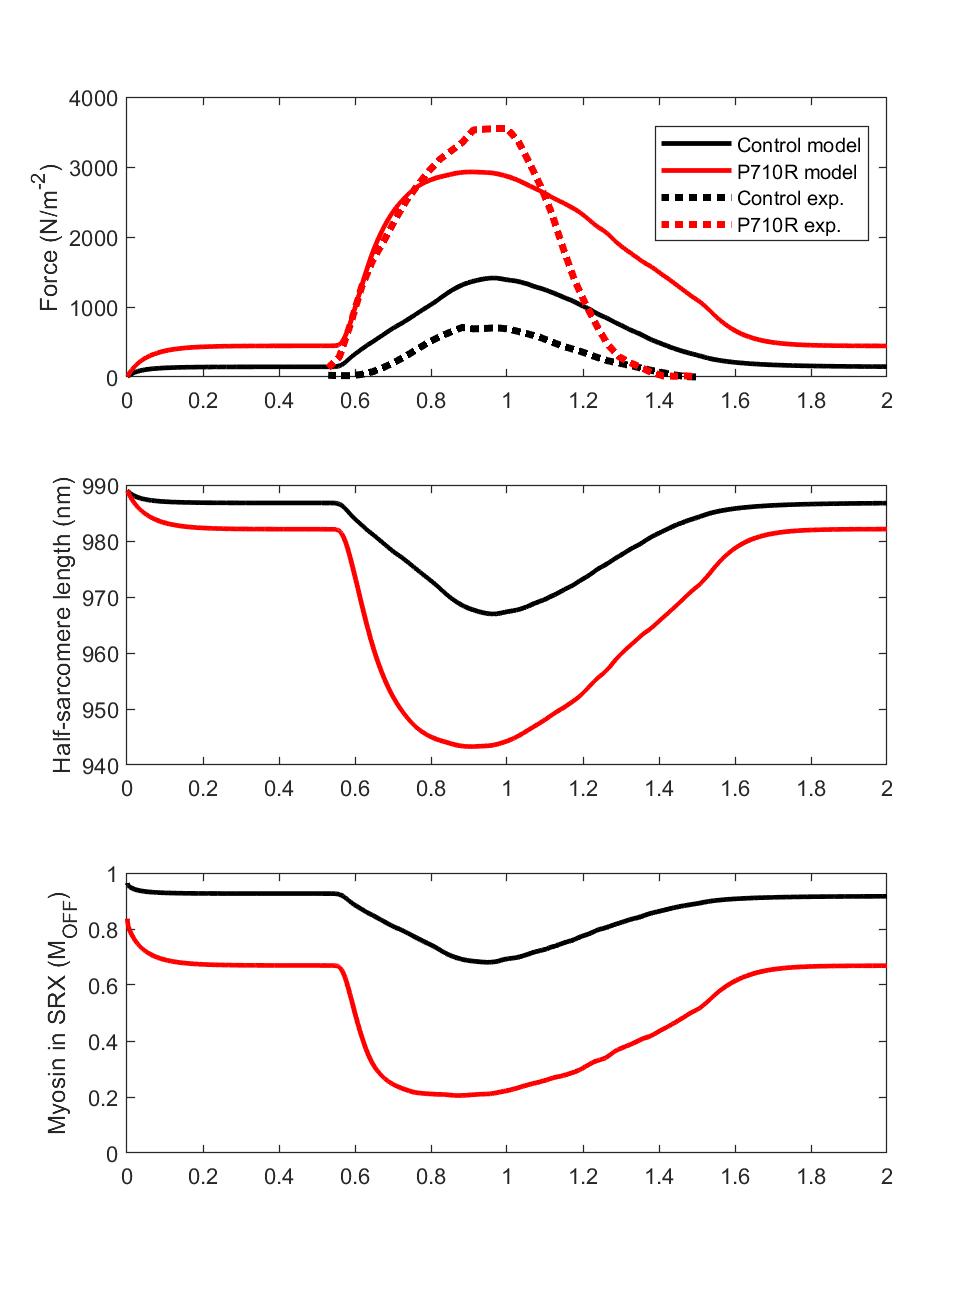 4000
3000
2000
1000
0
Force (N/m⁻²)
Control model
P710R model
Control exp.
P710R exp.
0 0.2 0.4 0.6 0.8 1 1.2 1.4 1.6 1.8 2
990
980
970
960
950
940
Half-sarcomere length (nm)
0 0.2 0.4 0.6 0.8 1 1.2 1.4 1.6 1.8 2
1
0.8
0.6
0.4
0.2
0
Myosin in SRX (M_OFF)
0 0.2 0.4 0.6 0.8 1 1.2 1.4 1.6 1.8 2